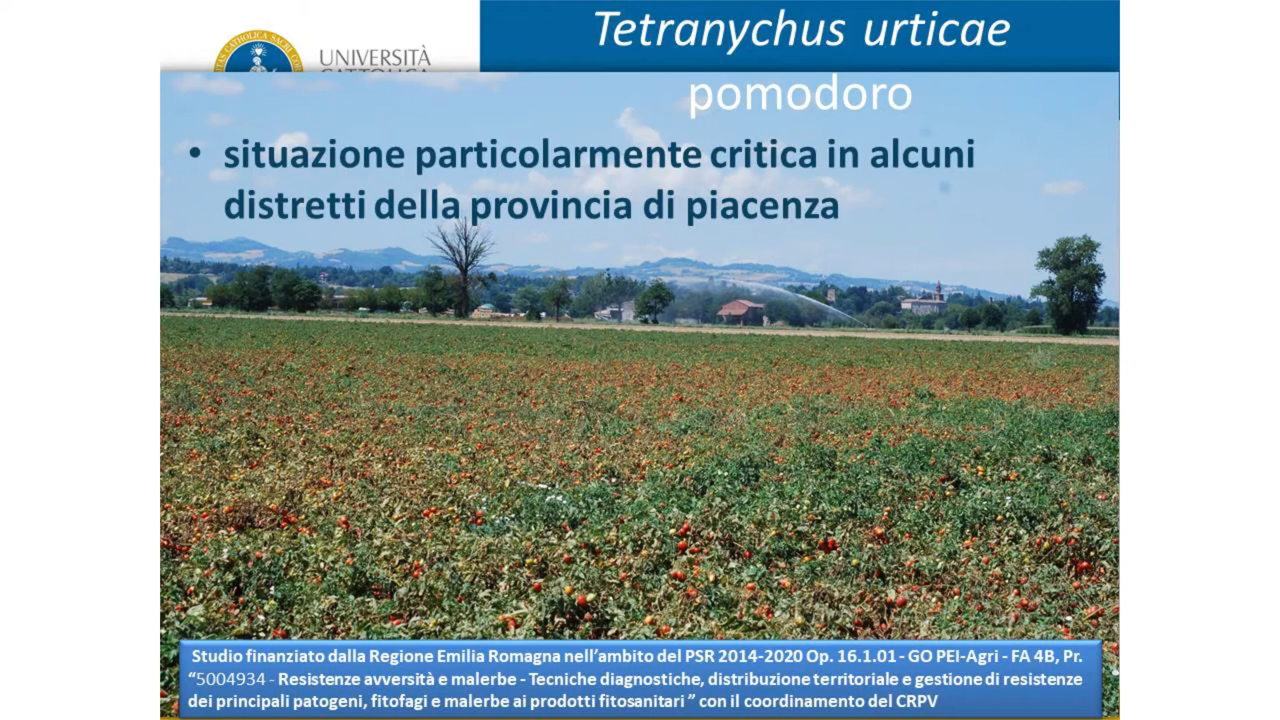 Tetranychus urticae
UNIVERSITÀ
CATTOLICA
pomodoro
• situazione particolarmente critica in alcuni
distretti della provincia di piacenza
Studio finanziato dalla Regione Emilia Romagna nell’ambito del PSR 2014-2020 Op. 16.1.01 - GO PEI-Agri - FA 4B, Pr.
“5004934 - Resistenze avversità e malerbe - Tecniche diagnostiche, distribuzione territoriale e gestione di resistenze
dei principali patogeni, fitofagi e malerbe ai prodotti fitosanitari ” con il coordinamento del CRPV